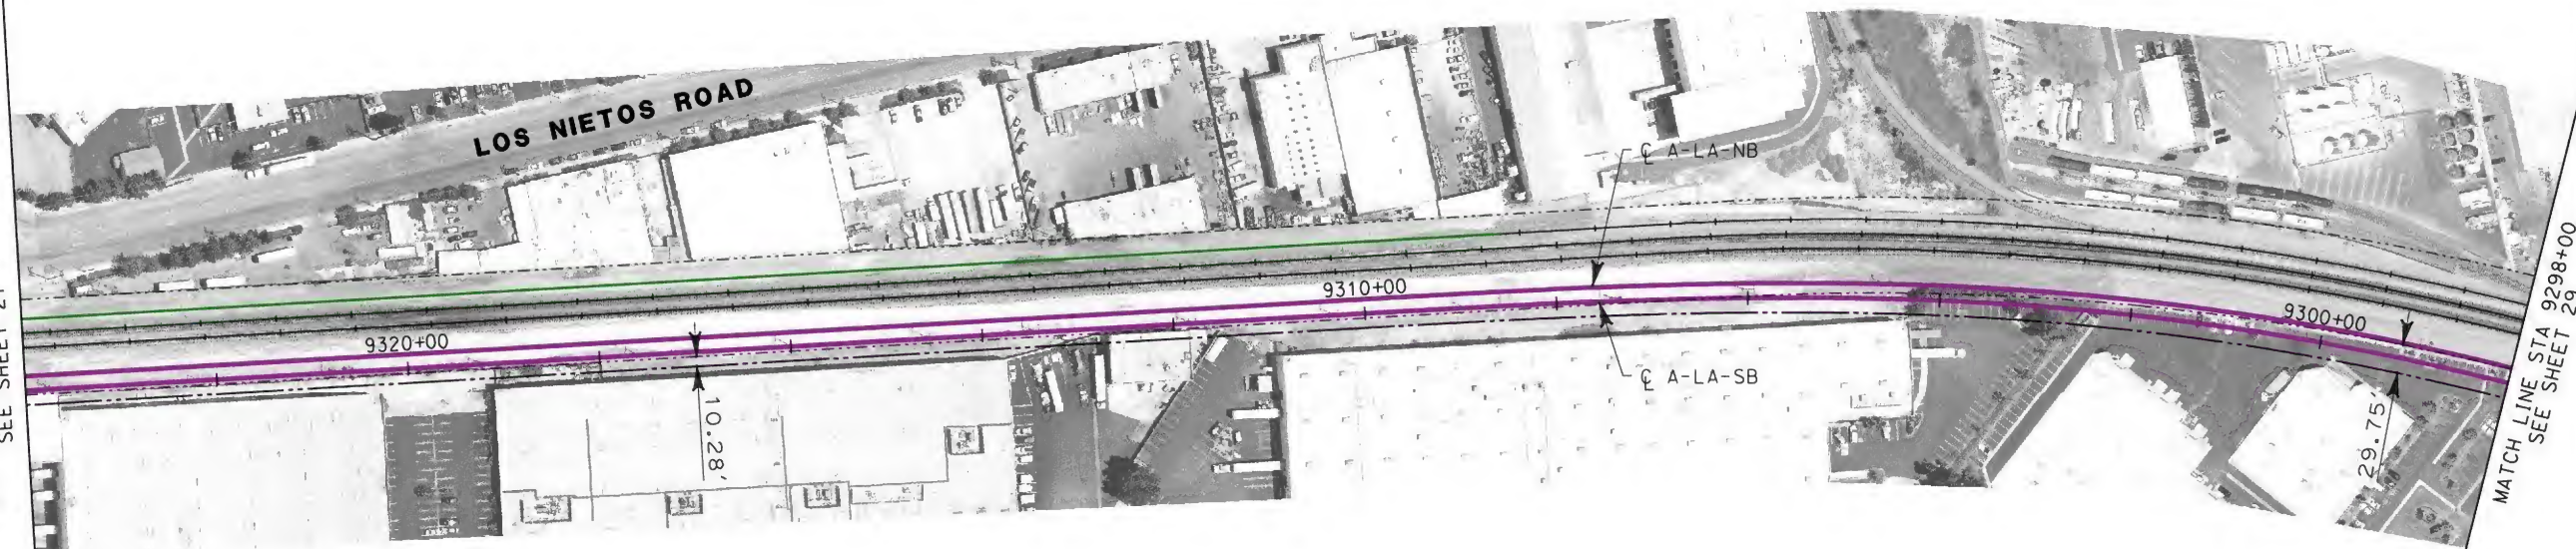 LOS NIETOS ROAD
℄ A-LA-NB
9310+00
9300+00
9320+00
℄ A-LA-SB
10.28'
29.75'
MATCH LINE STA 9298+00
SEE SHEET 29
SEE SHEET